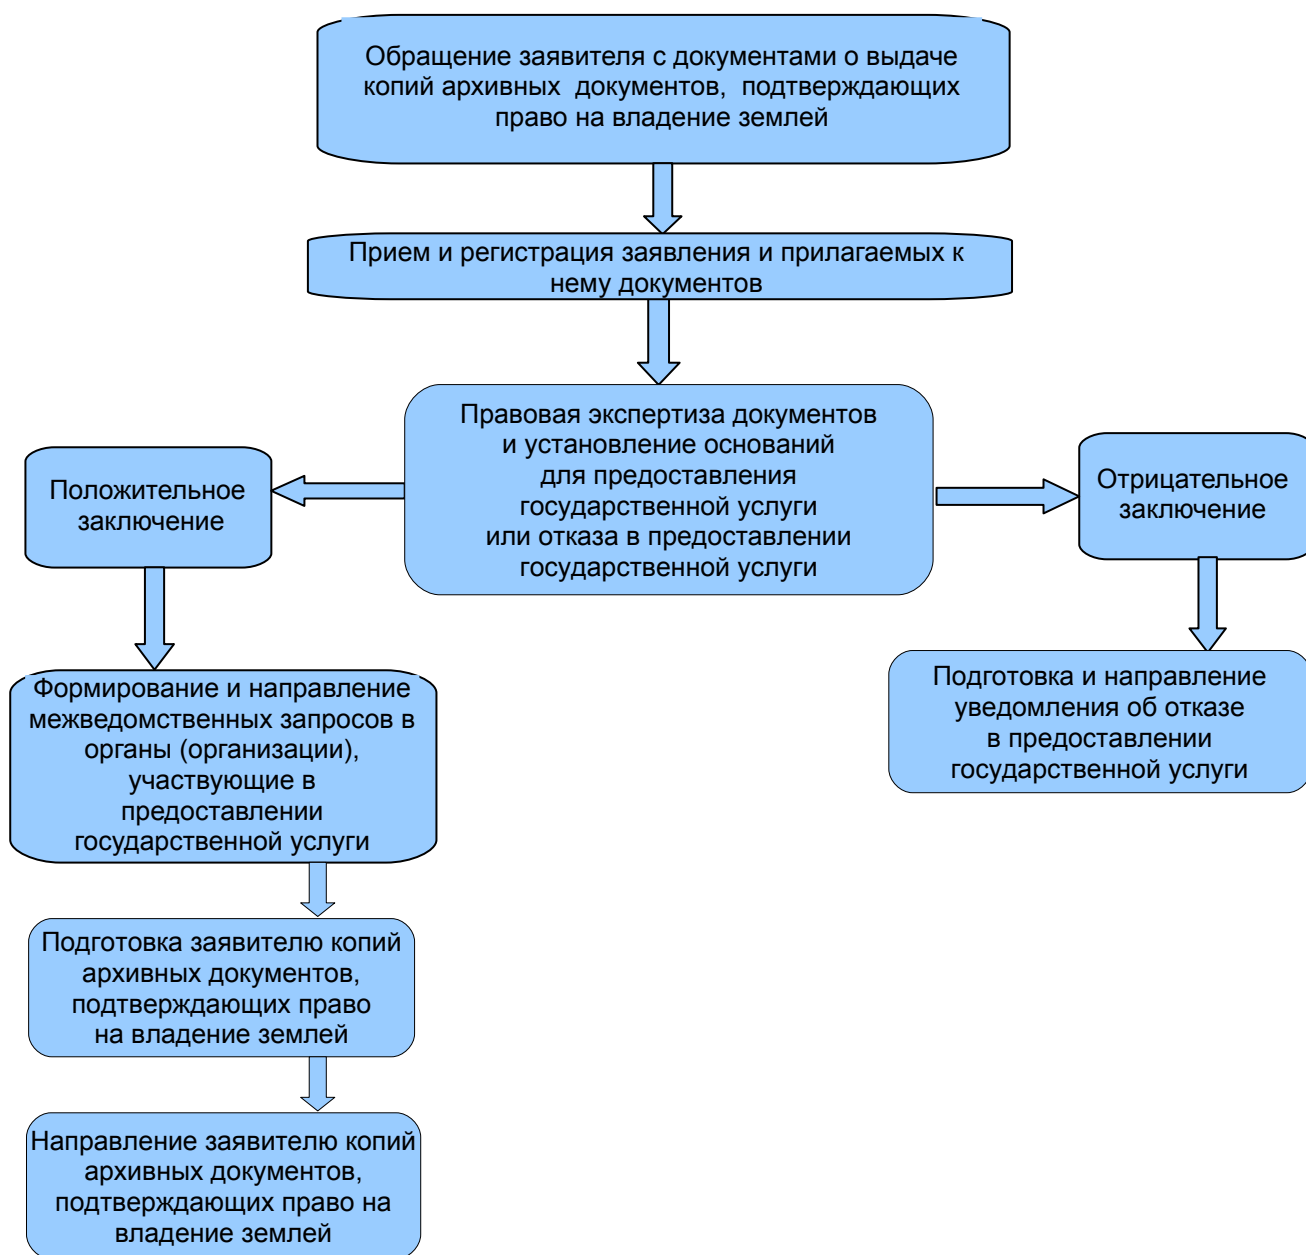 Обращение заявителя с документами о выдаче
копий архивных документов, подтверждающих
право на владение землей
Прием и регистрация заявления и прилагаемых к
нему документов
Правовая экспертиза документов
и установление оснований
для предоставления
государственной услуги
или отказа в предоставлении
государственной услуги
Положительное
заключение
Отрицательное
заключение
Формирование и направление
межведомственных запросов в
органы (организации),
участвующие в
предоставлении
государственной услуги
Подготовка и направление
уведомления об отказе
в предоставлении
государственной услуги
Подготовка заявителю копий
архивных документов,
подтверждающих право
на владение землей
Направление заявителю копий
архивных документов,
подтверждающих право на
владение землей